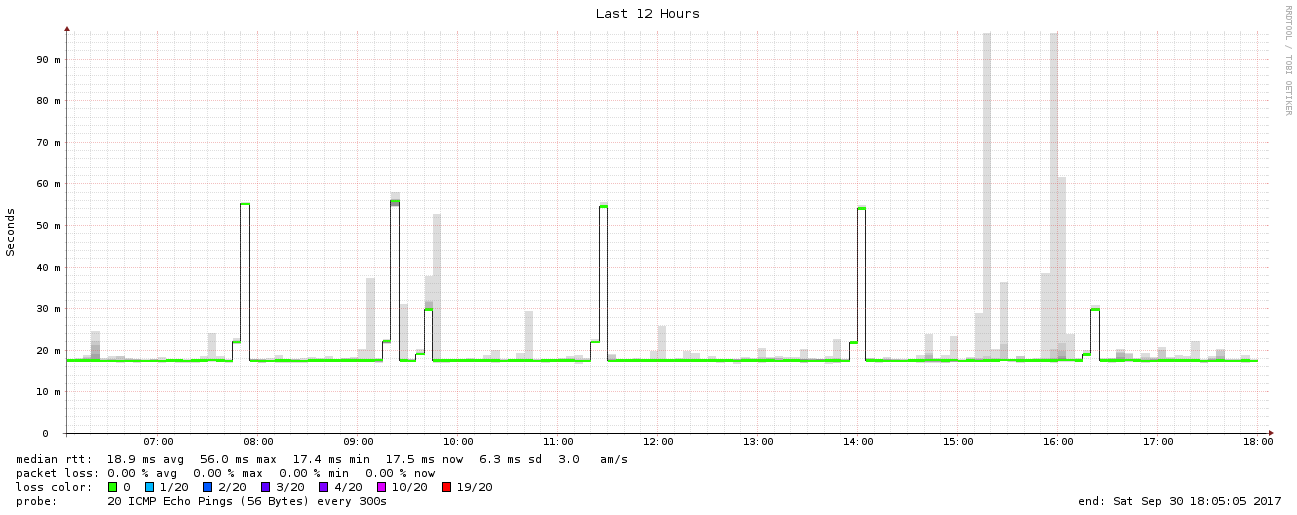 Last 12 Hours
RRDTOOL / TOBI OETIKER
Seconds
90 m
80 m
70 m
60 m
50 m
40 m
30 m
20 m
10 m
0
07:00 08:00 09:00 10:00 11:00 12:00 13:00 14:00 15:00 16:00 17:00 18:00
median rtt: 18.9 ms avg 56.0 ms max 17.4 ms min 17.5 ms now 6.3 ms sd 3.0 am/s
packet loss: 0.00 % avg 0.00 % max 0.00 % min 0.00 % now
loss color: 0 1/20 2/20 3/20 4/20 10/20 19/20
probe: 20 ICMP Echo Pings (56 Bytes) every 300s end: Sat Sep 30 18:05:05 2017